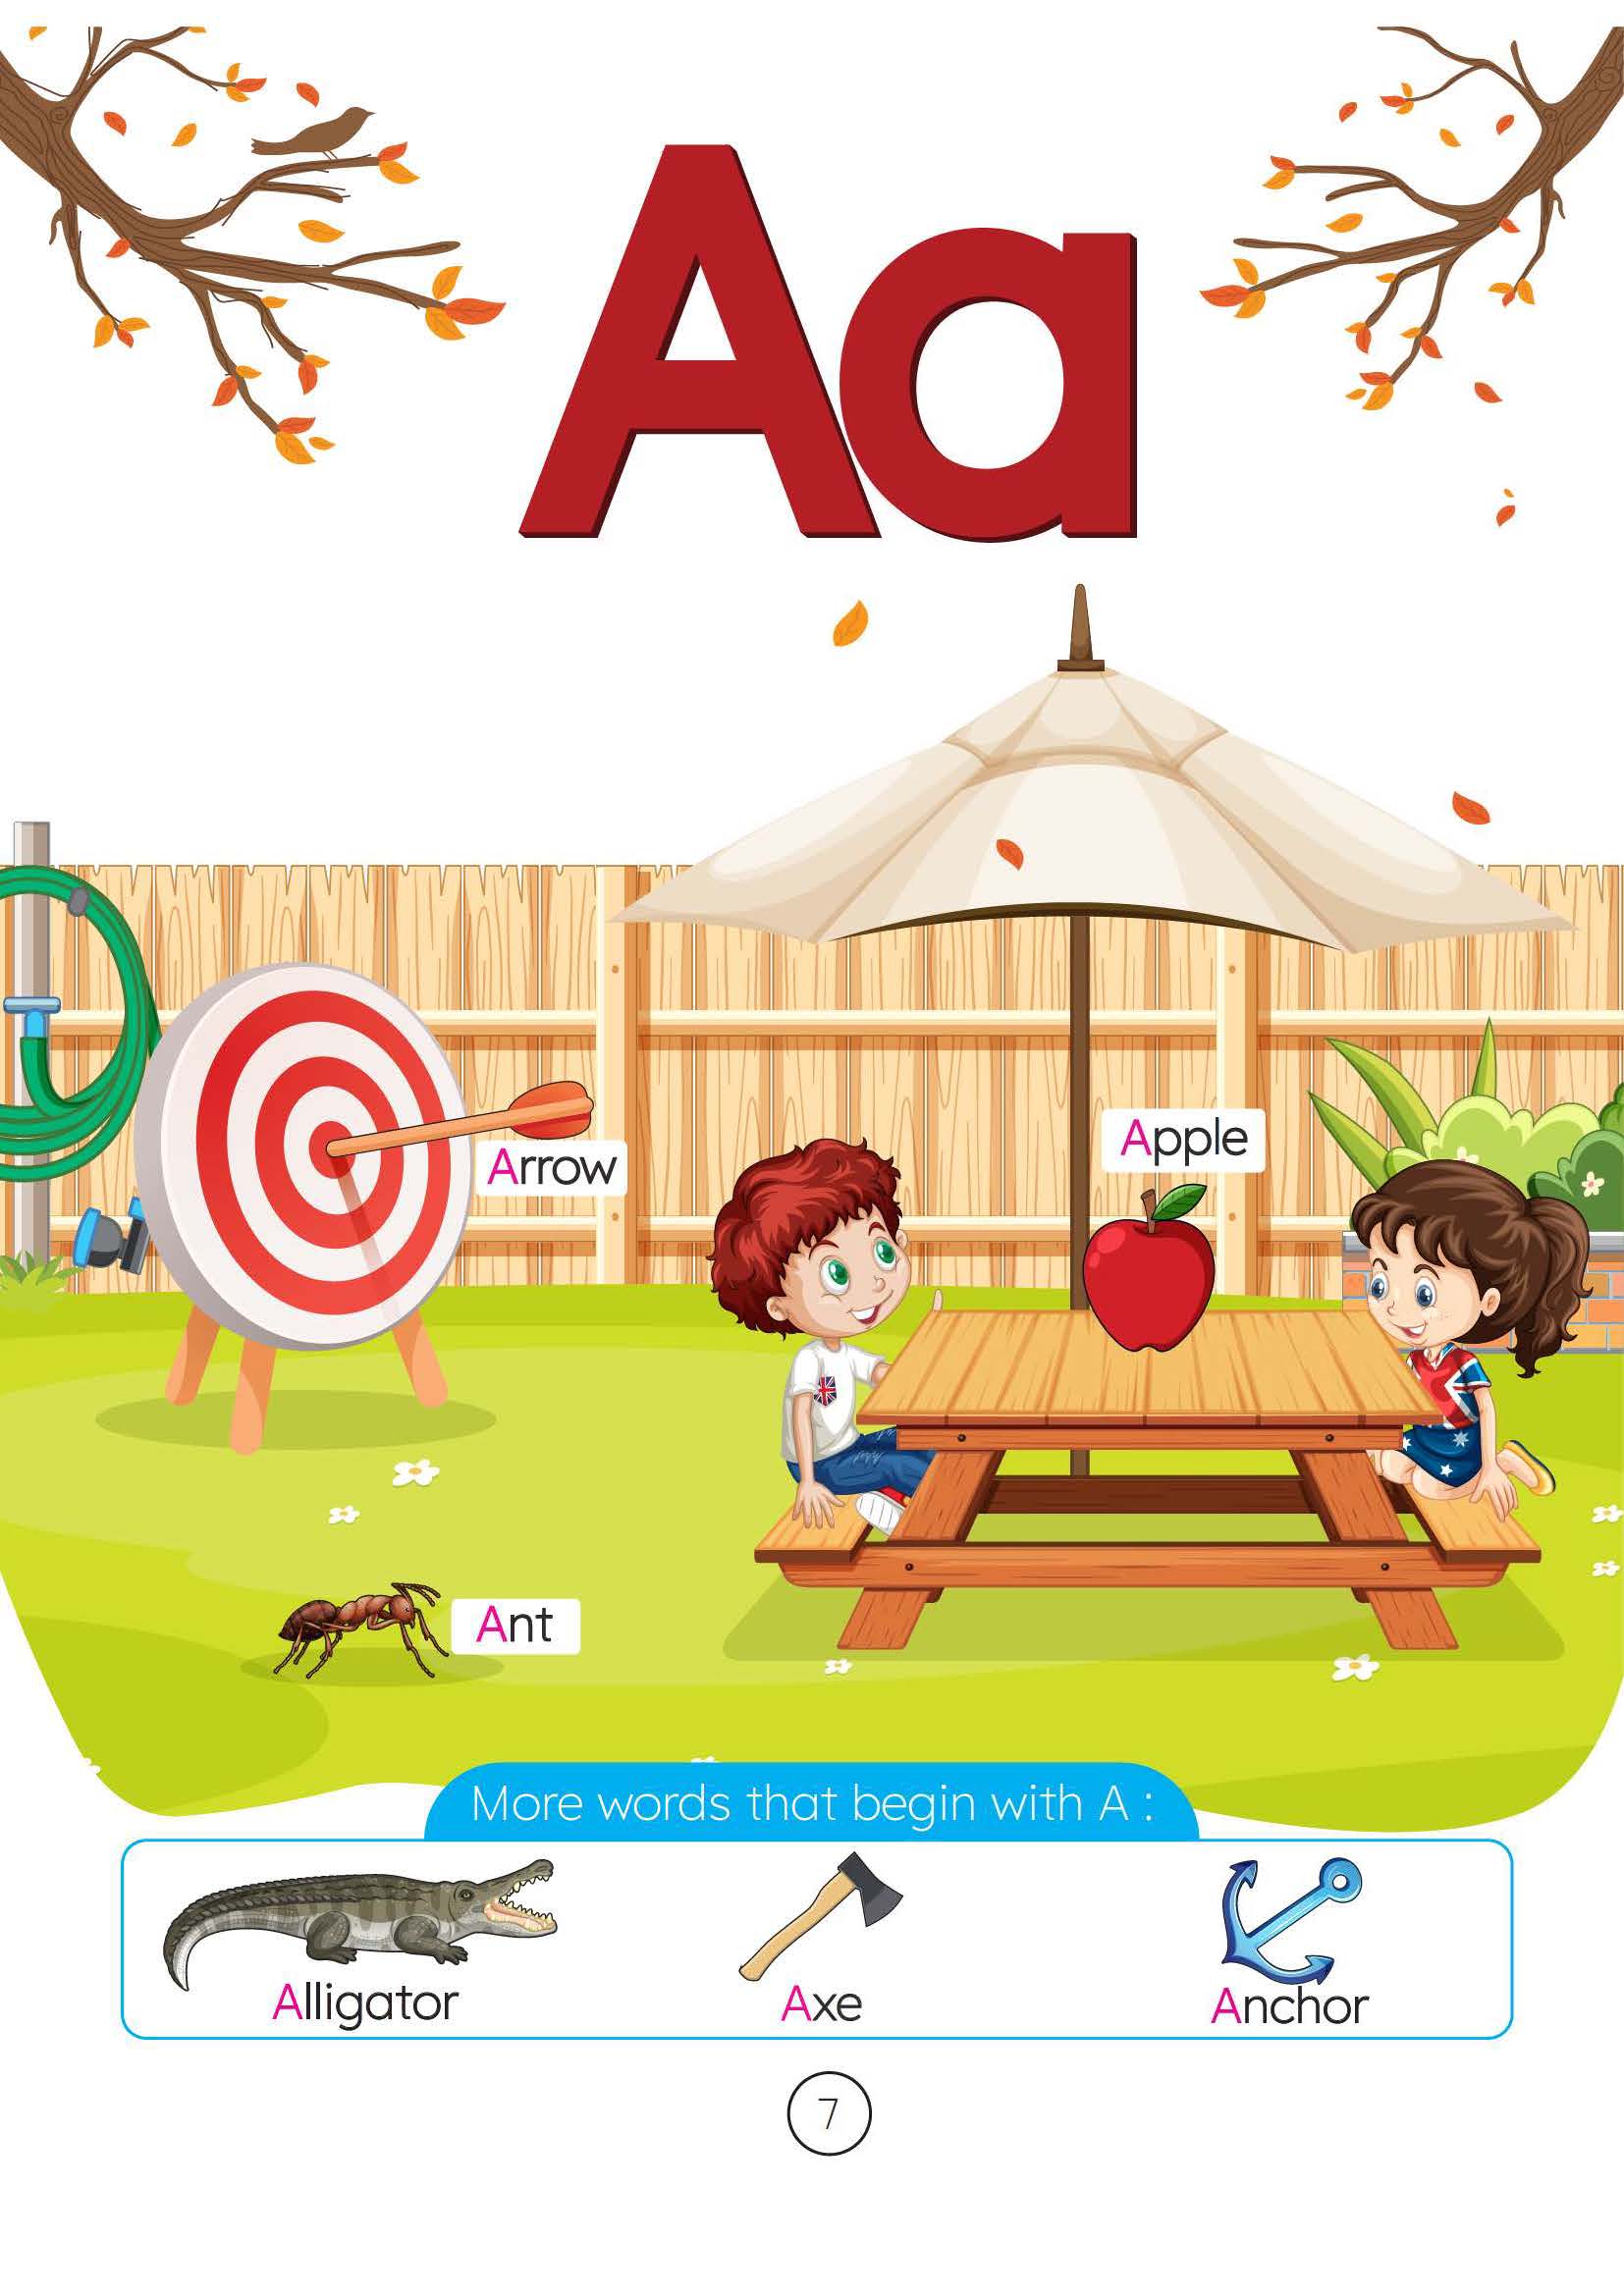 Aa
Arrow
Apple
Ant
More words that begin with A :
Alligator
Axe
Anchor
7